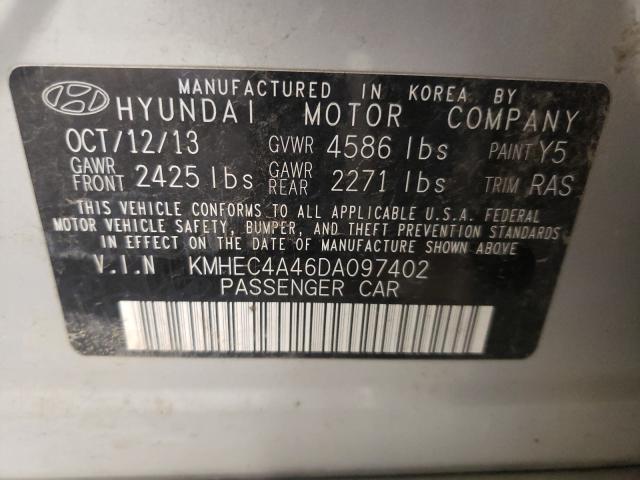 MANUFACTURED IN KOREA BY
HYUNDAI MOTOR COMPANY
OCT/12/13 GVWR 4586 lbs PAINT Y5
GAWR FRONT 2425 lbs GAWR REAR 2271 lbs TRIM RAS
THIS VEHICLE CONFORMS TO ALL APPLICABLE U.S.A. FEDERAL
MOTOR VEHICLE SAFETY, BUMPER, AND THEFT PREVENTION STANDARDS
IN EFFECT ON THE DATE OF MANUFACTURE SHOWN ABOVE.
V.I.N KMHEC4A46DA097402
PASSENGER CAR